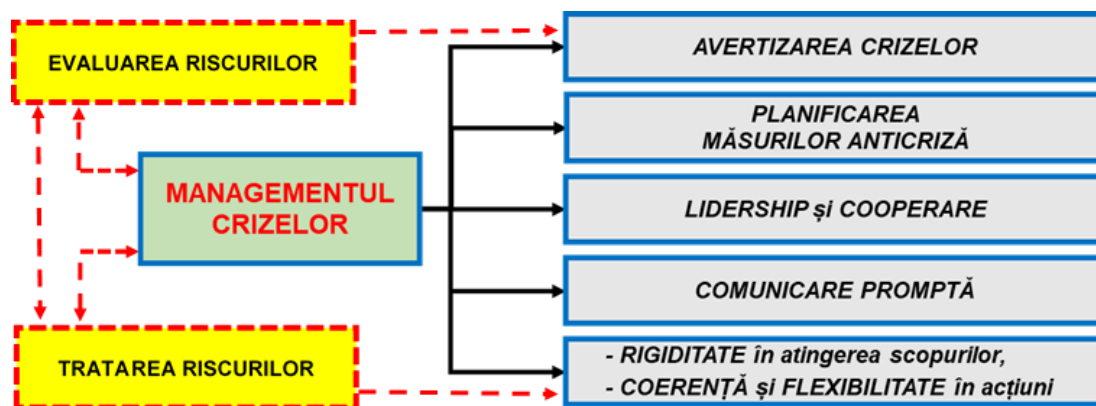 EVALUAREA RISCURILOR
MANAGEMENTUL
CRIZELOR
TRATAREA RISCURILOR
AVERTIZAREA CRIZELOR
PLANIFICAREA
MĂSURILOR ANTICRIZĂ
LIDERSHIP și COOPERARE
COMUNICARE PROMPTĂ
- RIGIDITATE în atingerea scopurilor,
- COERENȚĂ și FLEXIBILITATE în acțiuni